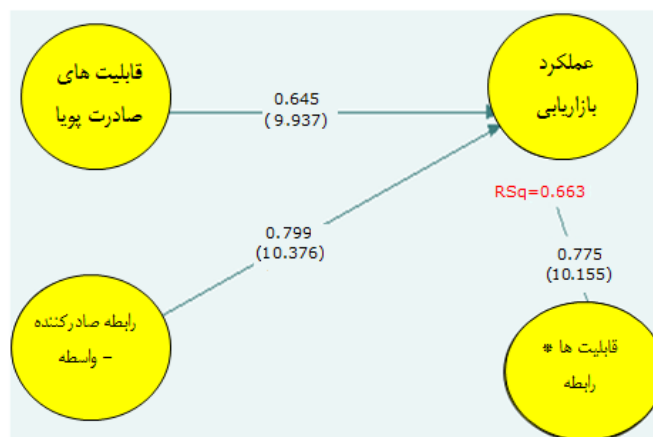 قابلیت های
صادرت پویا
عملکرد
بازاریابی
0.645
(9.937)
RSq=0.663
0.799
(10.376)
0.775
(10.155)
رابطه صادرکننده
– واسطه
قابلیت ها *
رابطه